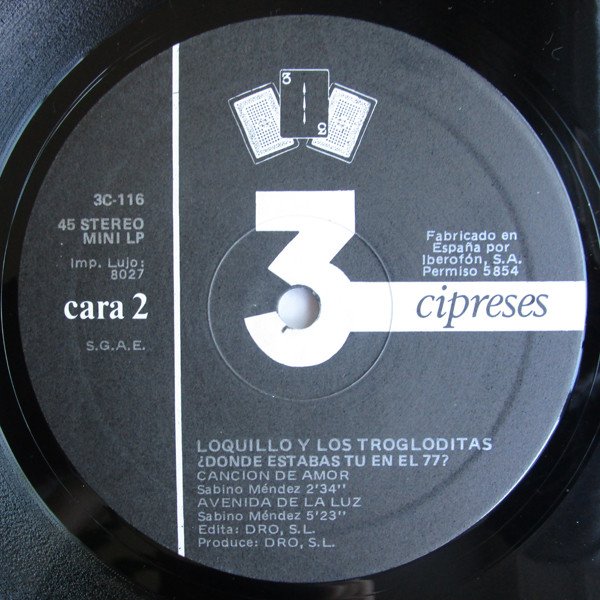 3
3
3C-116
45 STEREO
MINI LP
Imp. Lujo:
8027
cara 2
S.G.A.E.
3
Fabricado en
España por
Iberofón, S.A.
Permiso 5854
cipreses
LOQUILLO Y LOS TROGLODITAS
¿DONDE ESTABAS TU EN EL 77?
CANCION DE AMOR
Sabino Méndez 2'34"
AVENIDA DE LA LUZ
Sabino Méndez 5'23"
Edita: DRO, S.L.
Produce: DRO, S.L.